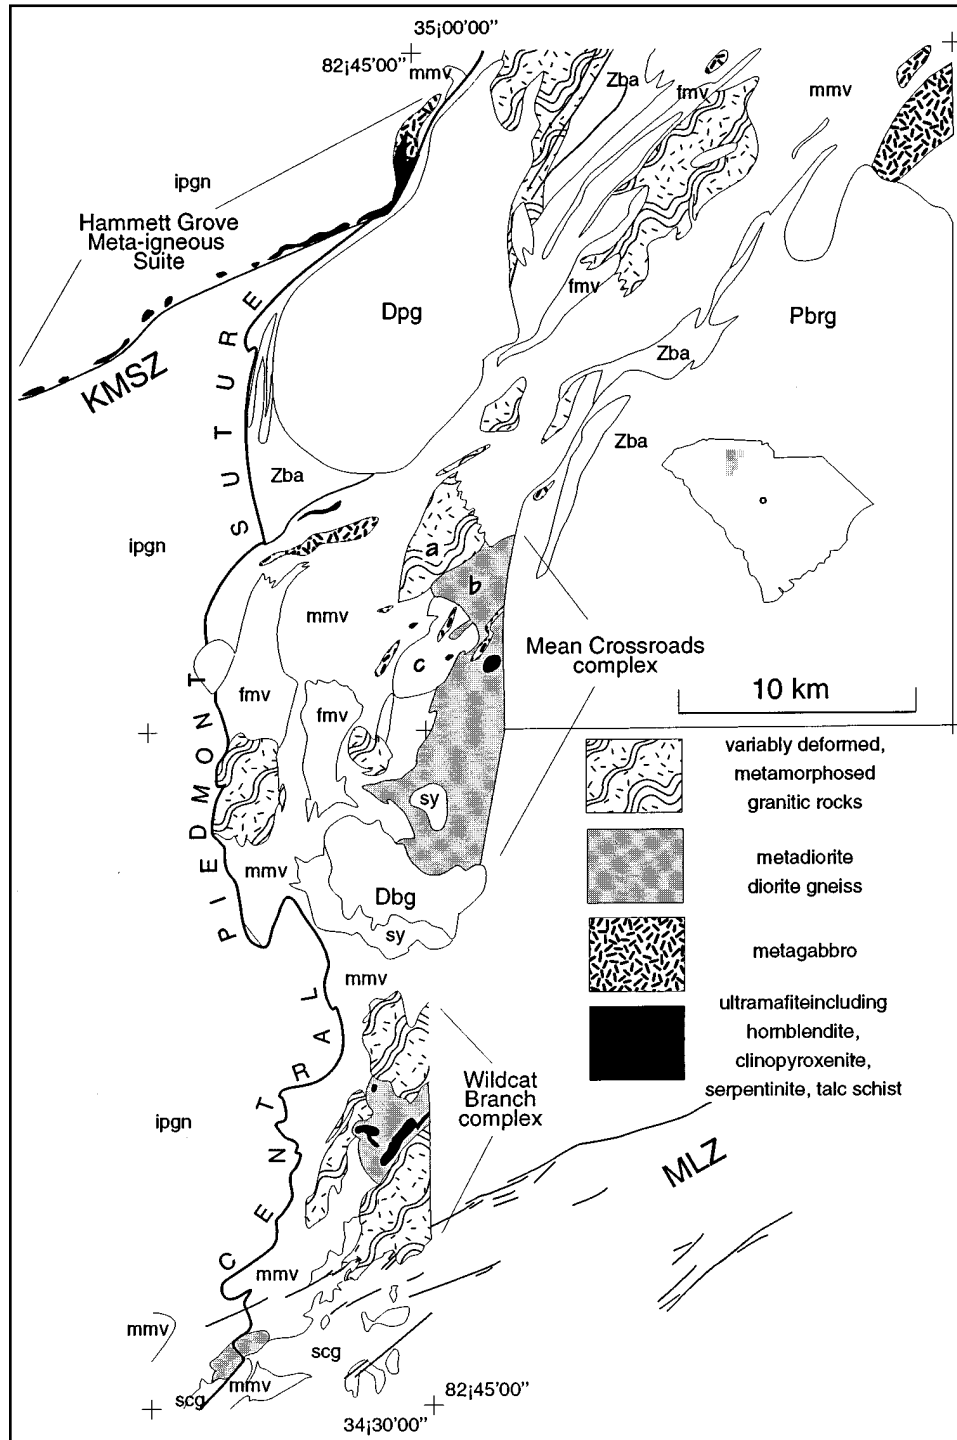 35¡00'00"
82¡45'00"
mmv
Zba
fmv
mmv
ipgn
Hammett Grove
Meta-igneous
Suite
KMSZ
Dpg
fmv
Pbrg
Zba
Zba
Zba
ipgn
CENTRAL PIEDMONT SUTURE
a
b
c
mmv
Mean Crossroads
complex
10 km
fmv
fmv
sy
mmv
Dbg
sy
mmv
variably deformed,
metamorphosed
granitic rocks
metadiorite
diorite gneiss
metagabbro
ultramafiteincluding
hornblendite,
clinopyroxenite,
serpentinite, talc schist
Wildcat
Branch
complex
ipgn
MLZ
mmv
mmv
scg
scg
mmv
82¡45'00"
34¡30'00"